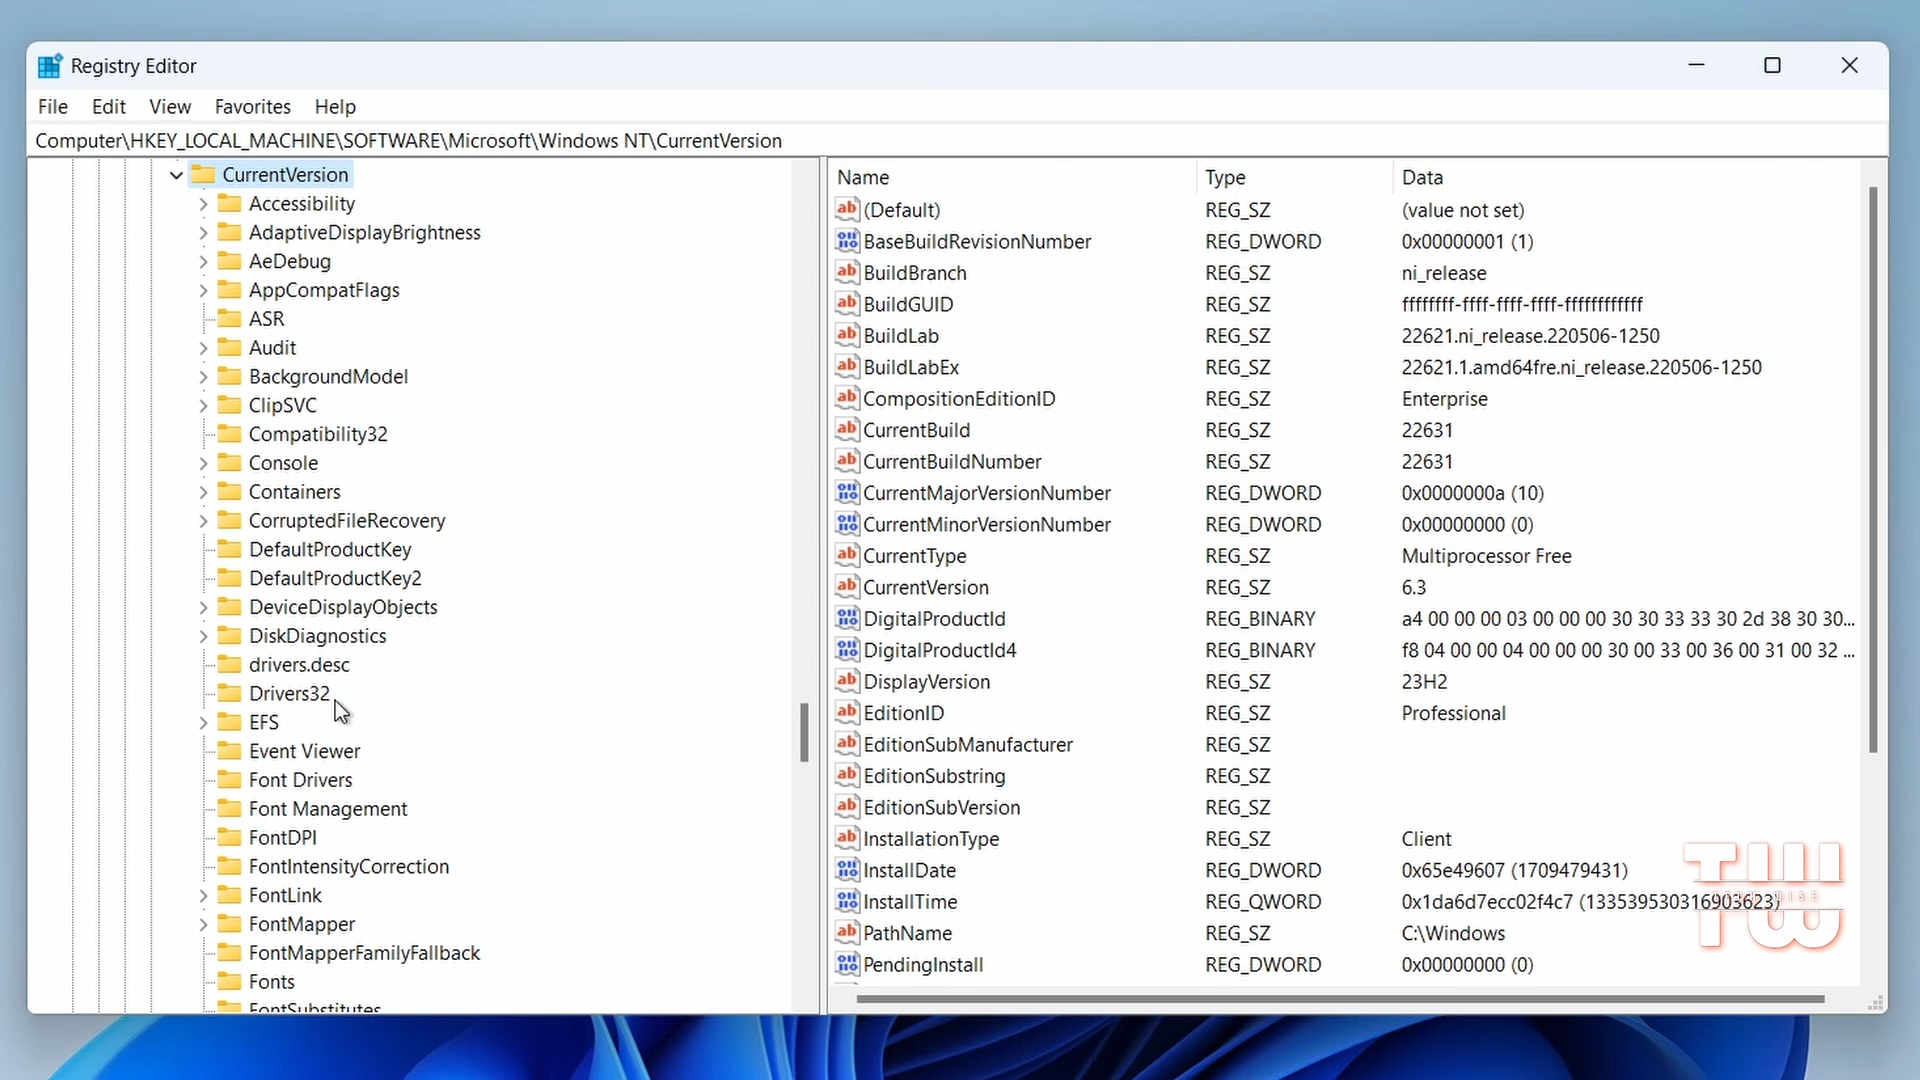 Registry Editor
File Edit View Favorites Help
Computer\HKEY_LOCAL_MACHINE\SOFTWARE\Microsoft\Windows NT\CurrentVersion
CurrentVersion
Accessibility
AdaptiveDisplayBrightness
AeDebug
AppCompatFlags
ASR
Audit
BackgroundModel
ClipSVC
Compatibility32
Console
Containers
CorruptedFileRecovery
DefaultProductKey
DefaultProductKey2
DeviceDisplayObjects
DiskDiagnostics
drivers.desc
Drivers32
EFS
Event Viewer
Font Drivers
Font Management
FontDPI
FontIntensityCorrection
FontLink
FontMapper
FontMapperFamilyFallback
Fonts
FontSubstitutes
Name Type Data
(Default) REG_SZ (value not set)
BaseBuildRevisionNumber REG_DWORD 0x00000001 (1)
BuildBranch REG_SZ ni_release
BuildGUID REG_SZ ffffffff-ffff-ffff-ffff-ffffffffffff
BuildLab REG_SZ 22621.ni_release.220506-1250
BuildLabEx REG_SZ 22621.1.amd64fre.ni_release.220506-1250
CompositionEditionID REG_SZ Enterprise
CurrentBuild REG_SZ 22631
CurrentBuildNumber REG_SZ 22631
CurrentMajorVersionNumber REG_DWORD 0x0000000a (10)
CurrentMinorVersionNumber REG_DWORD 0x00000000 (0)
CurrentType REG_SZ Multiprocessor Free
CurrentVersion REG_SZ 6.3
DigitalProductId REG_BINARY a4 00 00 00 03 00 00 00 30 30 33 33 30 2d 38 30 30...
DigitalProductId4 REG_BINARY f8 04 00 00 04 00 00 00 30 00 33 00 36 00 31 00 32 ...
DisplayVersion REG_SZ 23H2
EditionID REG_SZ Professional
EditionSubManufacturer REG_SZ
EditionSubstring REG_SZ
EditionSubVersion REG_SZ
InstallationType REG_SZ Client
InstallDate REG_DWORD 0x65e49607 (1709479431)
InstallTime REG_QWORD 0x1da6d7ecc02f4c7 (133539530316903623)
PathName REG_SZ C:\Windows
PendingInstall REG_DWORD 0x00000000 (0)
TW
TW